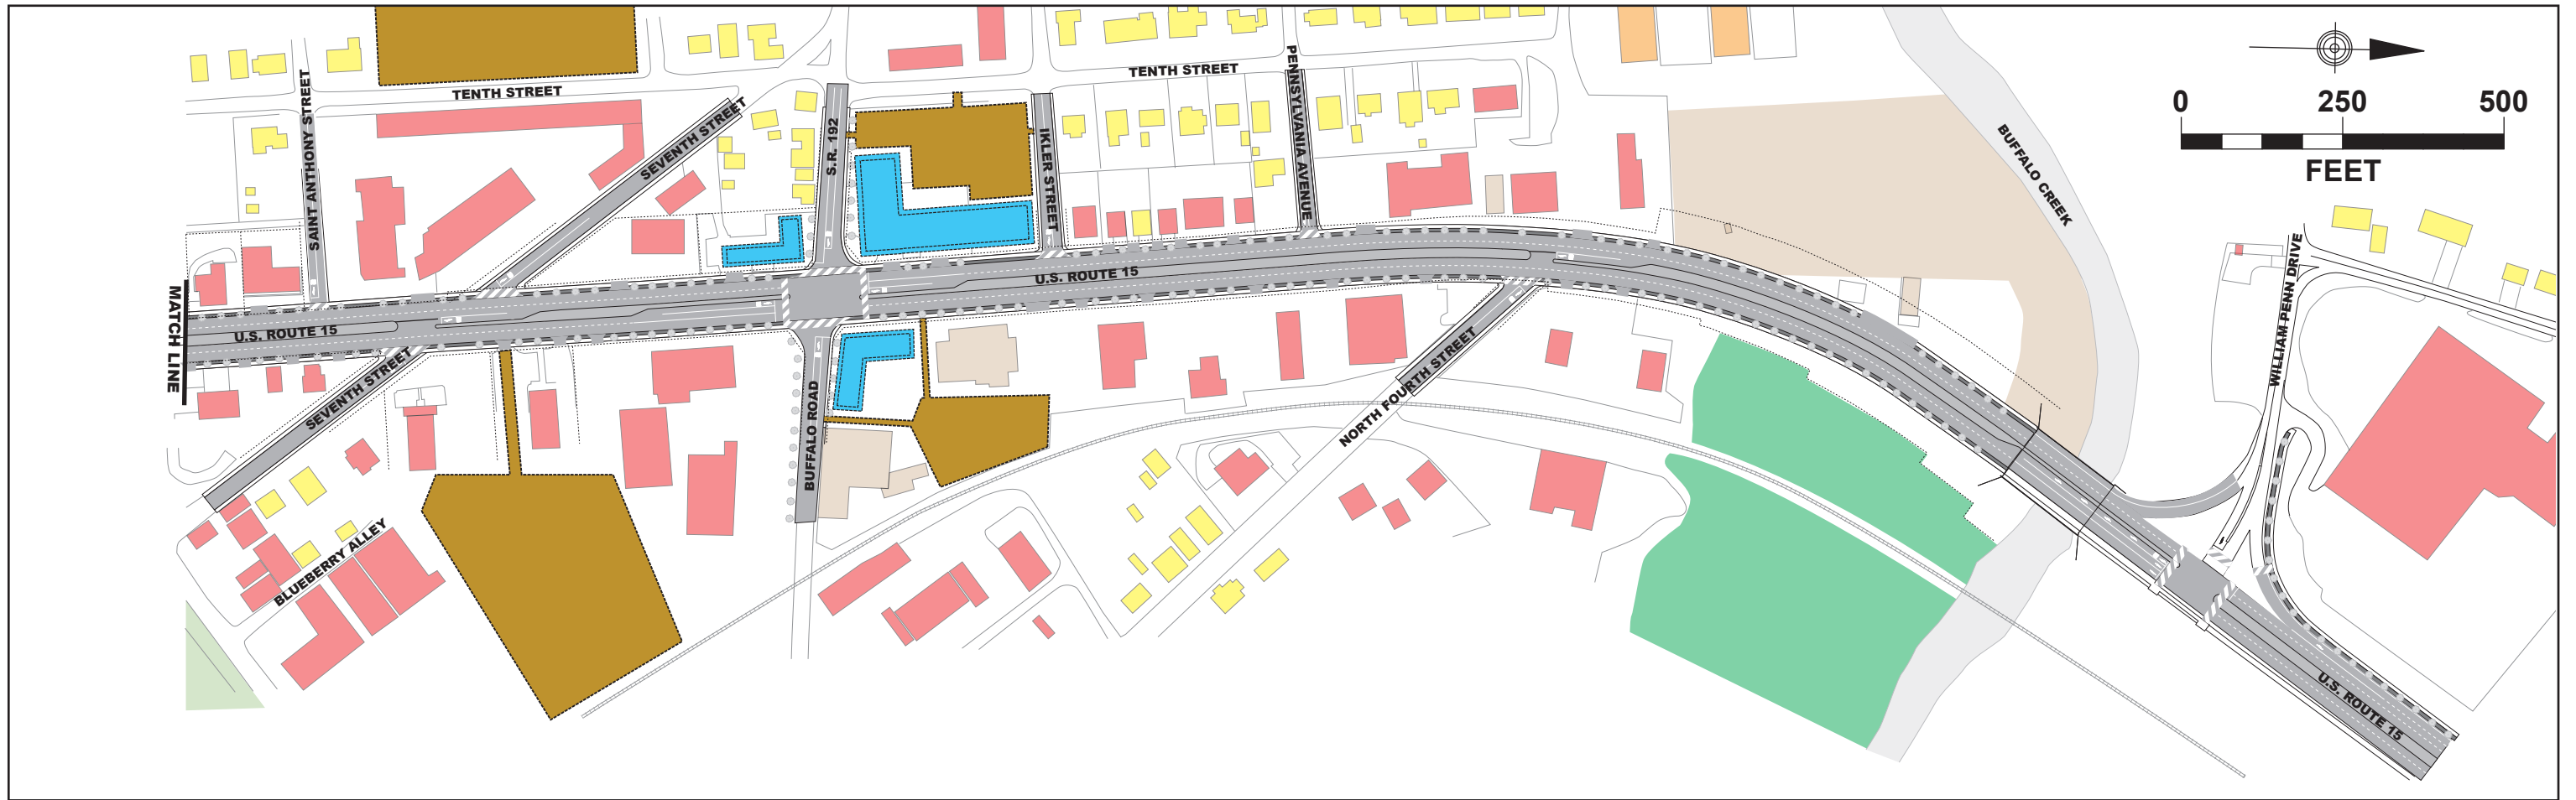 PENNSYLVANIA AVENUE
SAINT ANTHONY STREET
TENTH STREET
TENTH STREET
SEVENTH STREET
S.R. 192
IKLER STREET
BUFFALO CREEK
0 250 500
FEET
WILLIAM PENN DRIVE
MATCH LINE
U.S. ROUTE 15
U.S. ROUTE 15
SEVENTH STREET
BUFFALO ROAD
NORTH FOURTH STREET
BLUEBERRY ALLEY
U.S. ROUTE 15